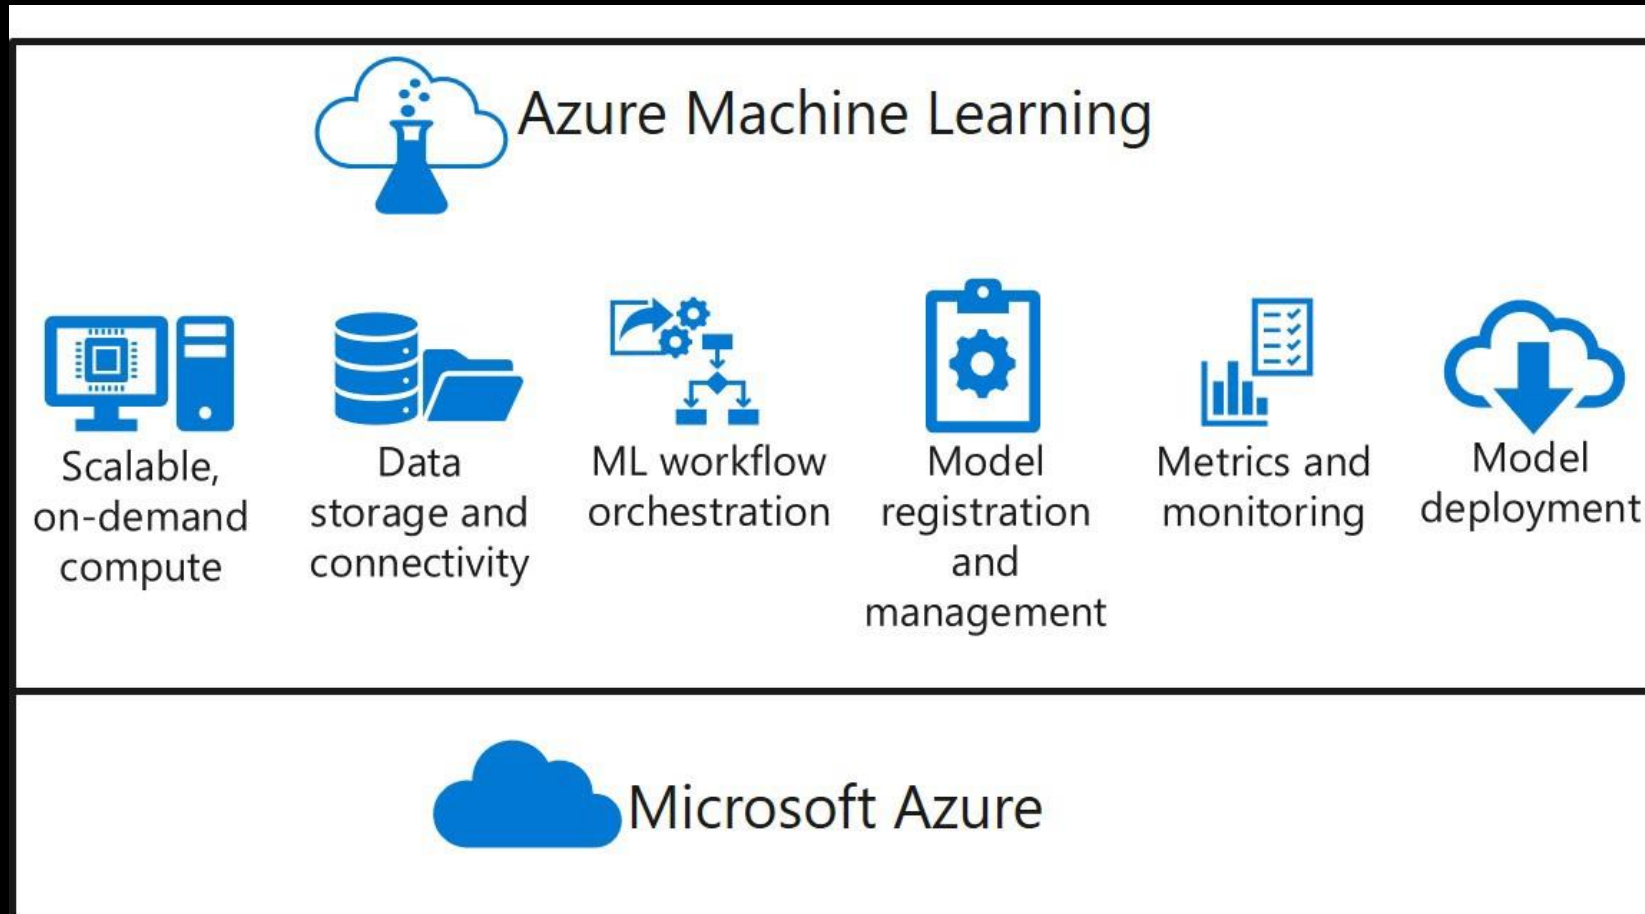 Azure Machine Learning
Scalable,
on-demand
compute
Data
storage and
connectivity
ML workflow
orchestration
Model
registration
and
management
Metrics and
monitoring
Model
deployment
Microsoft Azure